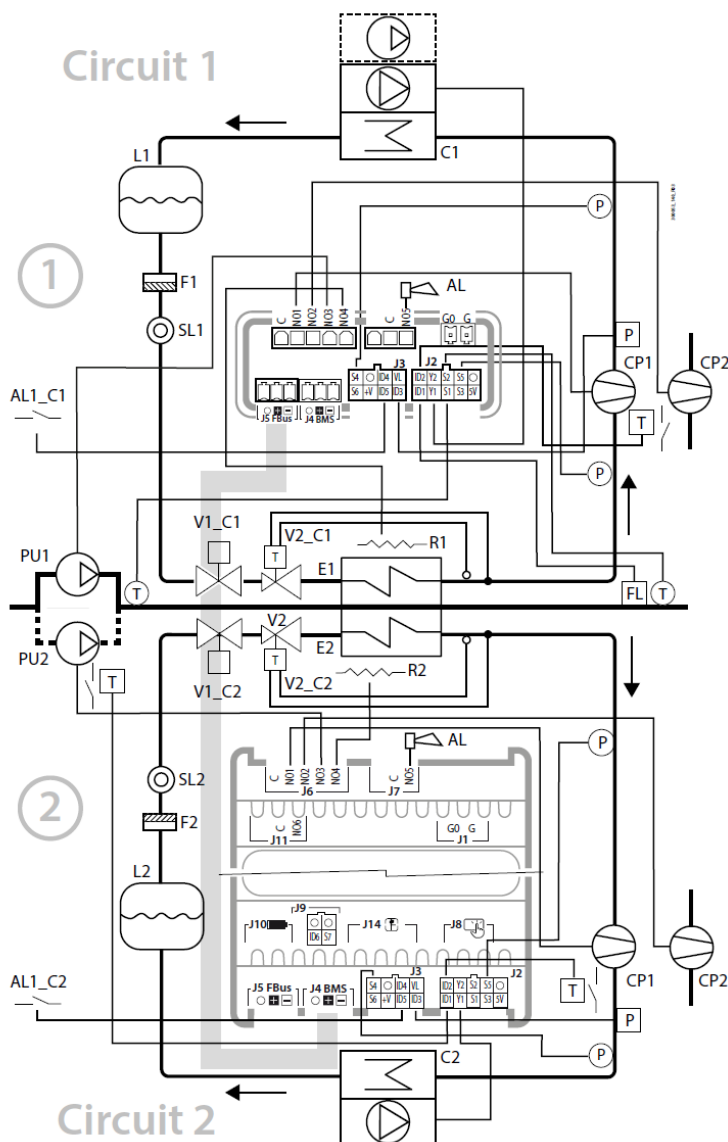 Circuit 1
C1
L1
P
1
F1
AL
C NO1 NO2 NO3 NO4
C NO5
G0 G
SL1
P
CP1
CP2
J3
J2
S4 ID4 VL
ID2 Y2 S2 S5
S6 +V ID5 ID3
ID1 Y1 S1 S3 5V
AL1_C1
J5 FBus
J4 BMS
T
P
V1_C1
V2_C1
R1
PU1
T
E1
T
FL
T
V2
E2
PU2
T
T
V1_C2
V2_C2
R2
AL
P
C NO1 NO2 NO3 NO4
C NO5
J6
J7
SL2
2
F2
C NO6
G0 G
J11
J1
L2
J9
J10
ID6 S7
J14
J8
CP1
CP2
AL1_C2
J3
J2
J5 FBus
J4 BMS
S4 ID4 VL
ID2 Y2 S2 S5
S6 +V ID5 ID3
ID1 Y1 S1 S3 5V
T
P
C2
P
Circuit 2